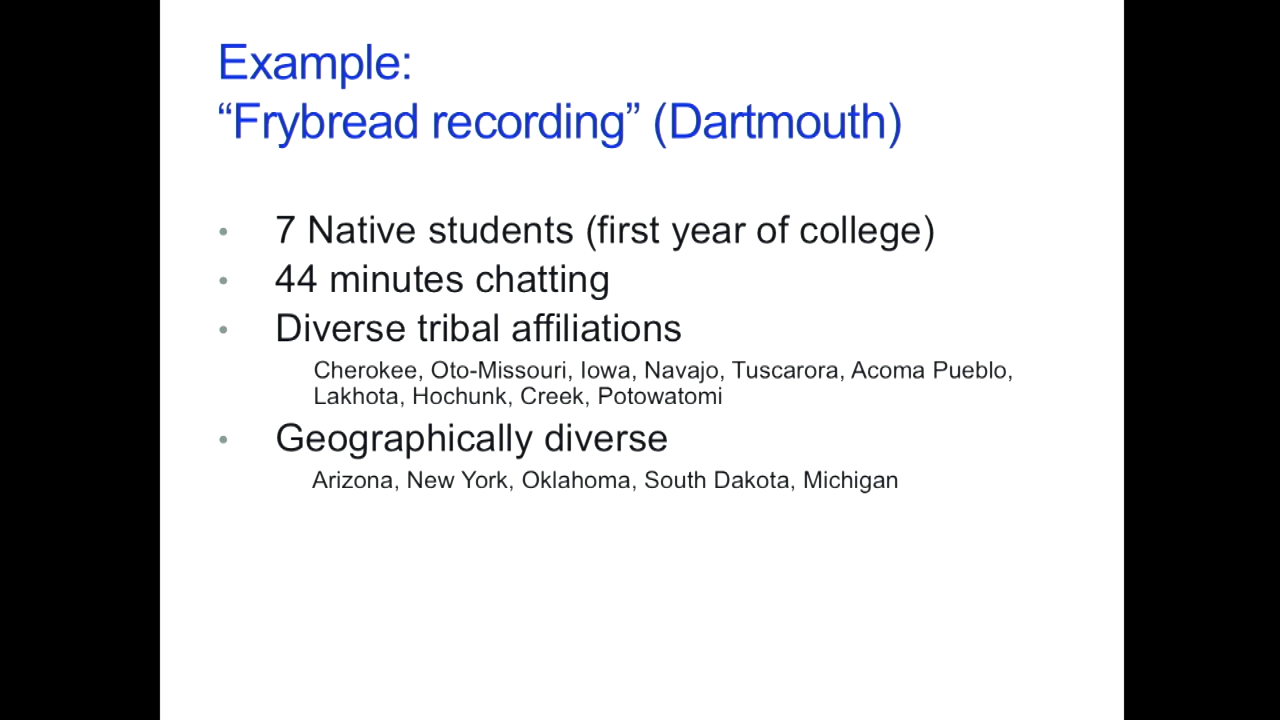 Example:
“Frybread recording” (Dartmouth)
• 7 Native students (first year of college)
• 44 minutes chatting
• Diverse tribal affiliations
Cherokee, Oto-Missouri, Iowa, Navajo, Tuscarora, Acoma Pueblo,
Lakhota, Hochunk, Creek, Potowatomi
• Geographically diverse
Arizona, New York, Oklahoma, South Dakota, Michigan